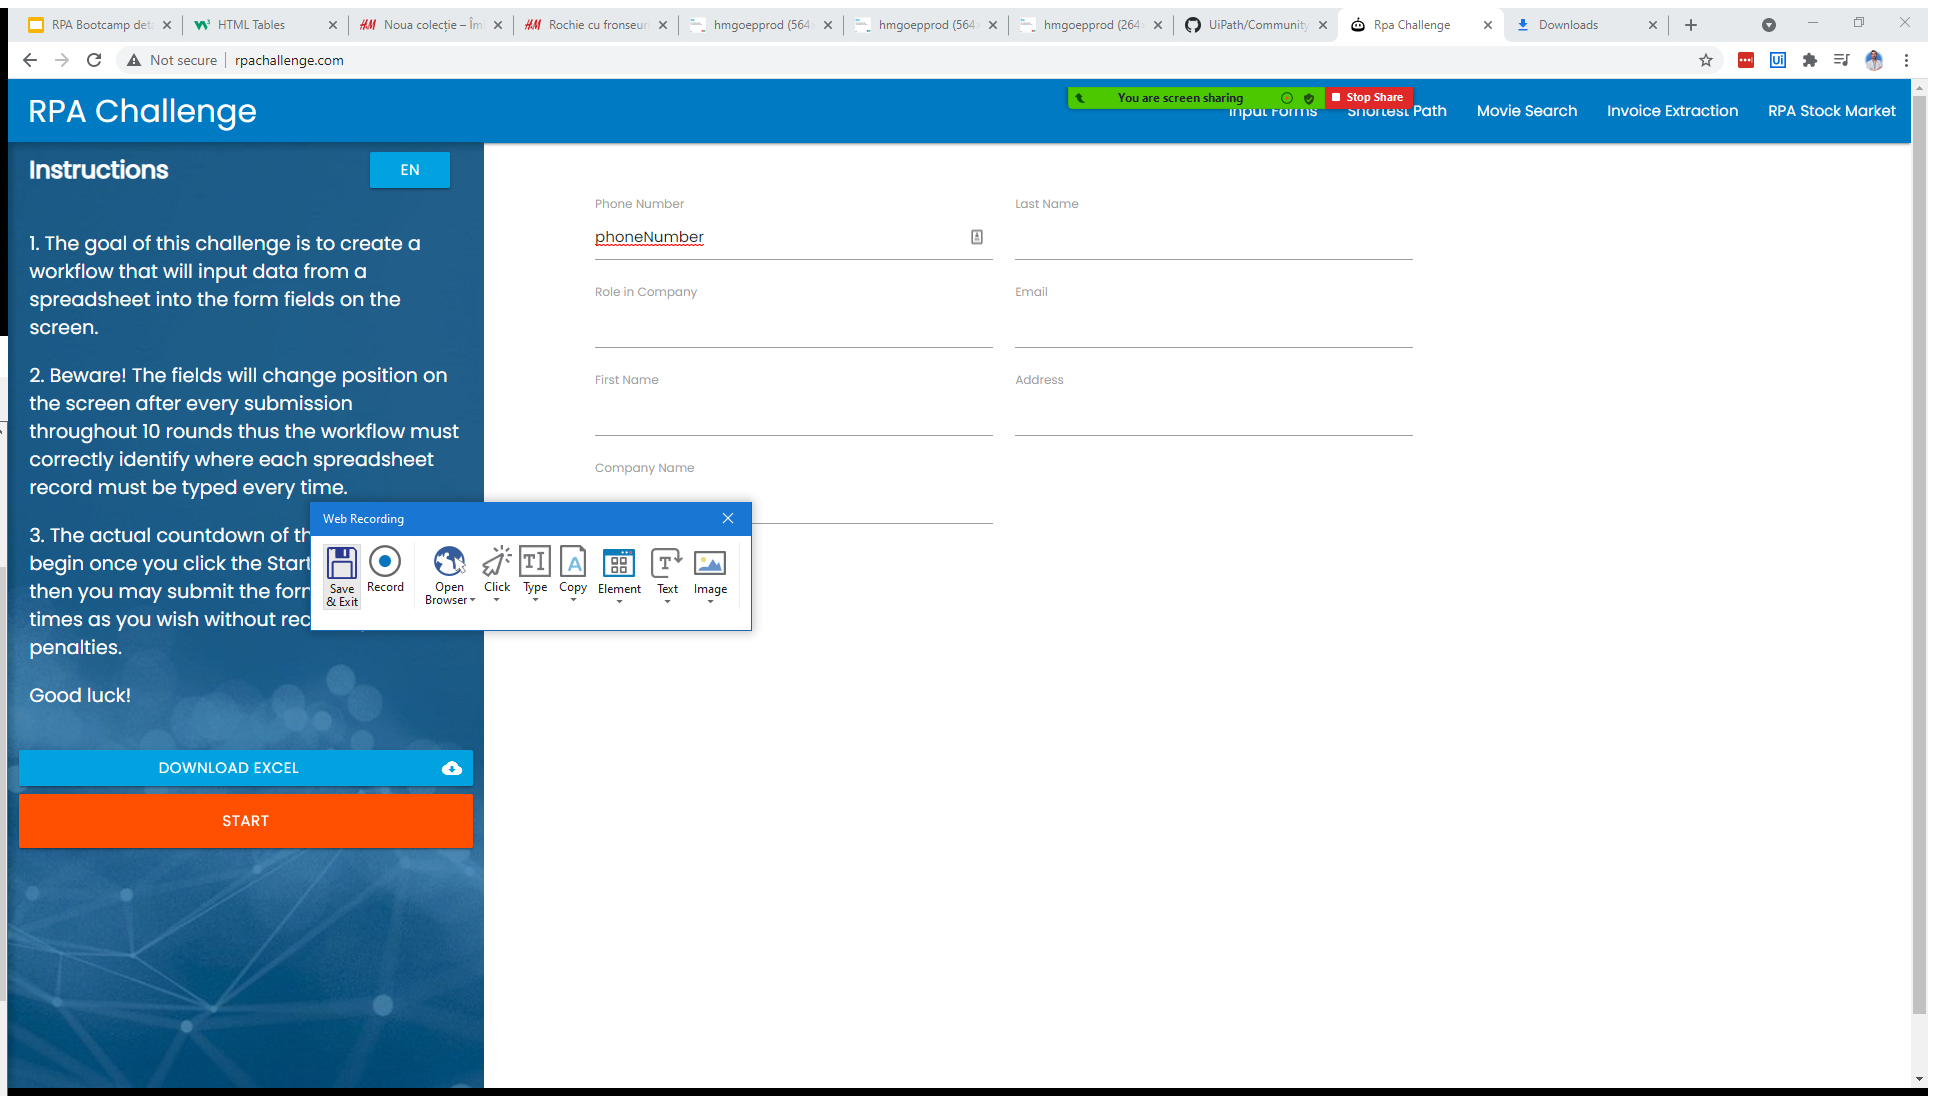 RPA Bootcamp deta
HTML Tables
H&M Noua colecție – Îm
H&M Rochie cu fronseuri
hmgoepprod (564
hmgoepprod (564
hmgoepprod (264
UiPath/Community
Rpa Challenge
Downloads
Not secure rpachallenge.com
RPA Challenge
You are screen sharing
Stop Share
Input Forms Shortest Path Movie Search Invoice Extraction RPA Stock Market
Instructions
EN
1. The goal of this challenge is to create a
workflow that will input data from a
spreadsheet into the form fields on the
screen.
2. Beware! The fields will change position on
the screen after every submission
throughout 10 rounds thus the workflow must
correctly identify where each spreadsheet
record must be typed every time.
3. The actual countdown of th
begin once you click the Start
then you may submit the form
times as you wish without rec
penalties.
Good luck!
DOWNLOAD EXCEL
START
Phone Number
phoneNumber
Last Name
Role in Company
Email
First Name
Address
Company Name
Web Recording
Save
& Exit
Record
Open
Browser
Click
Type
Copy
Element
Text
Image